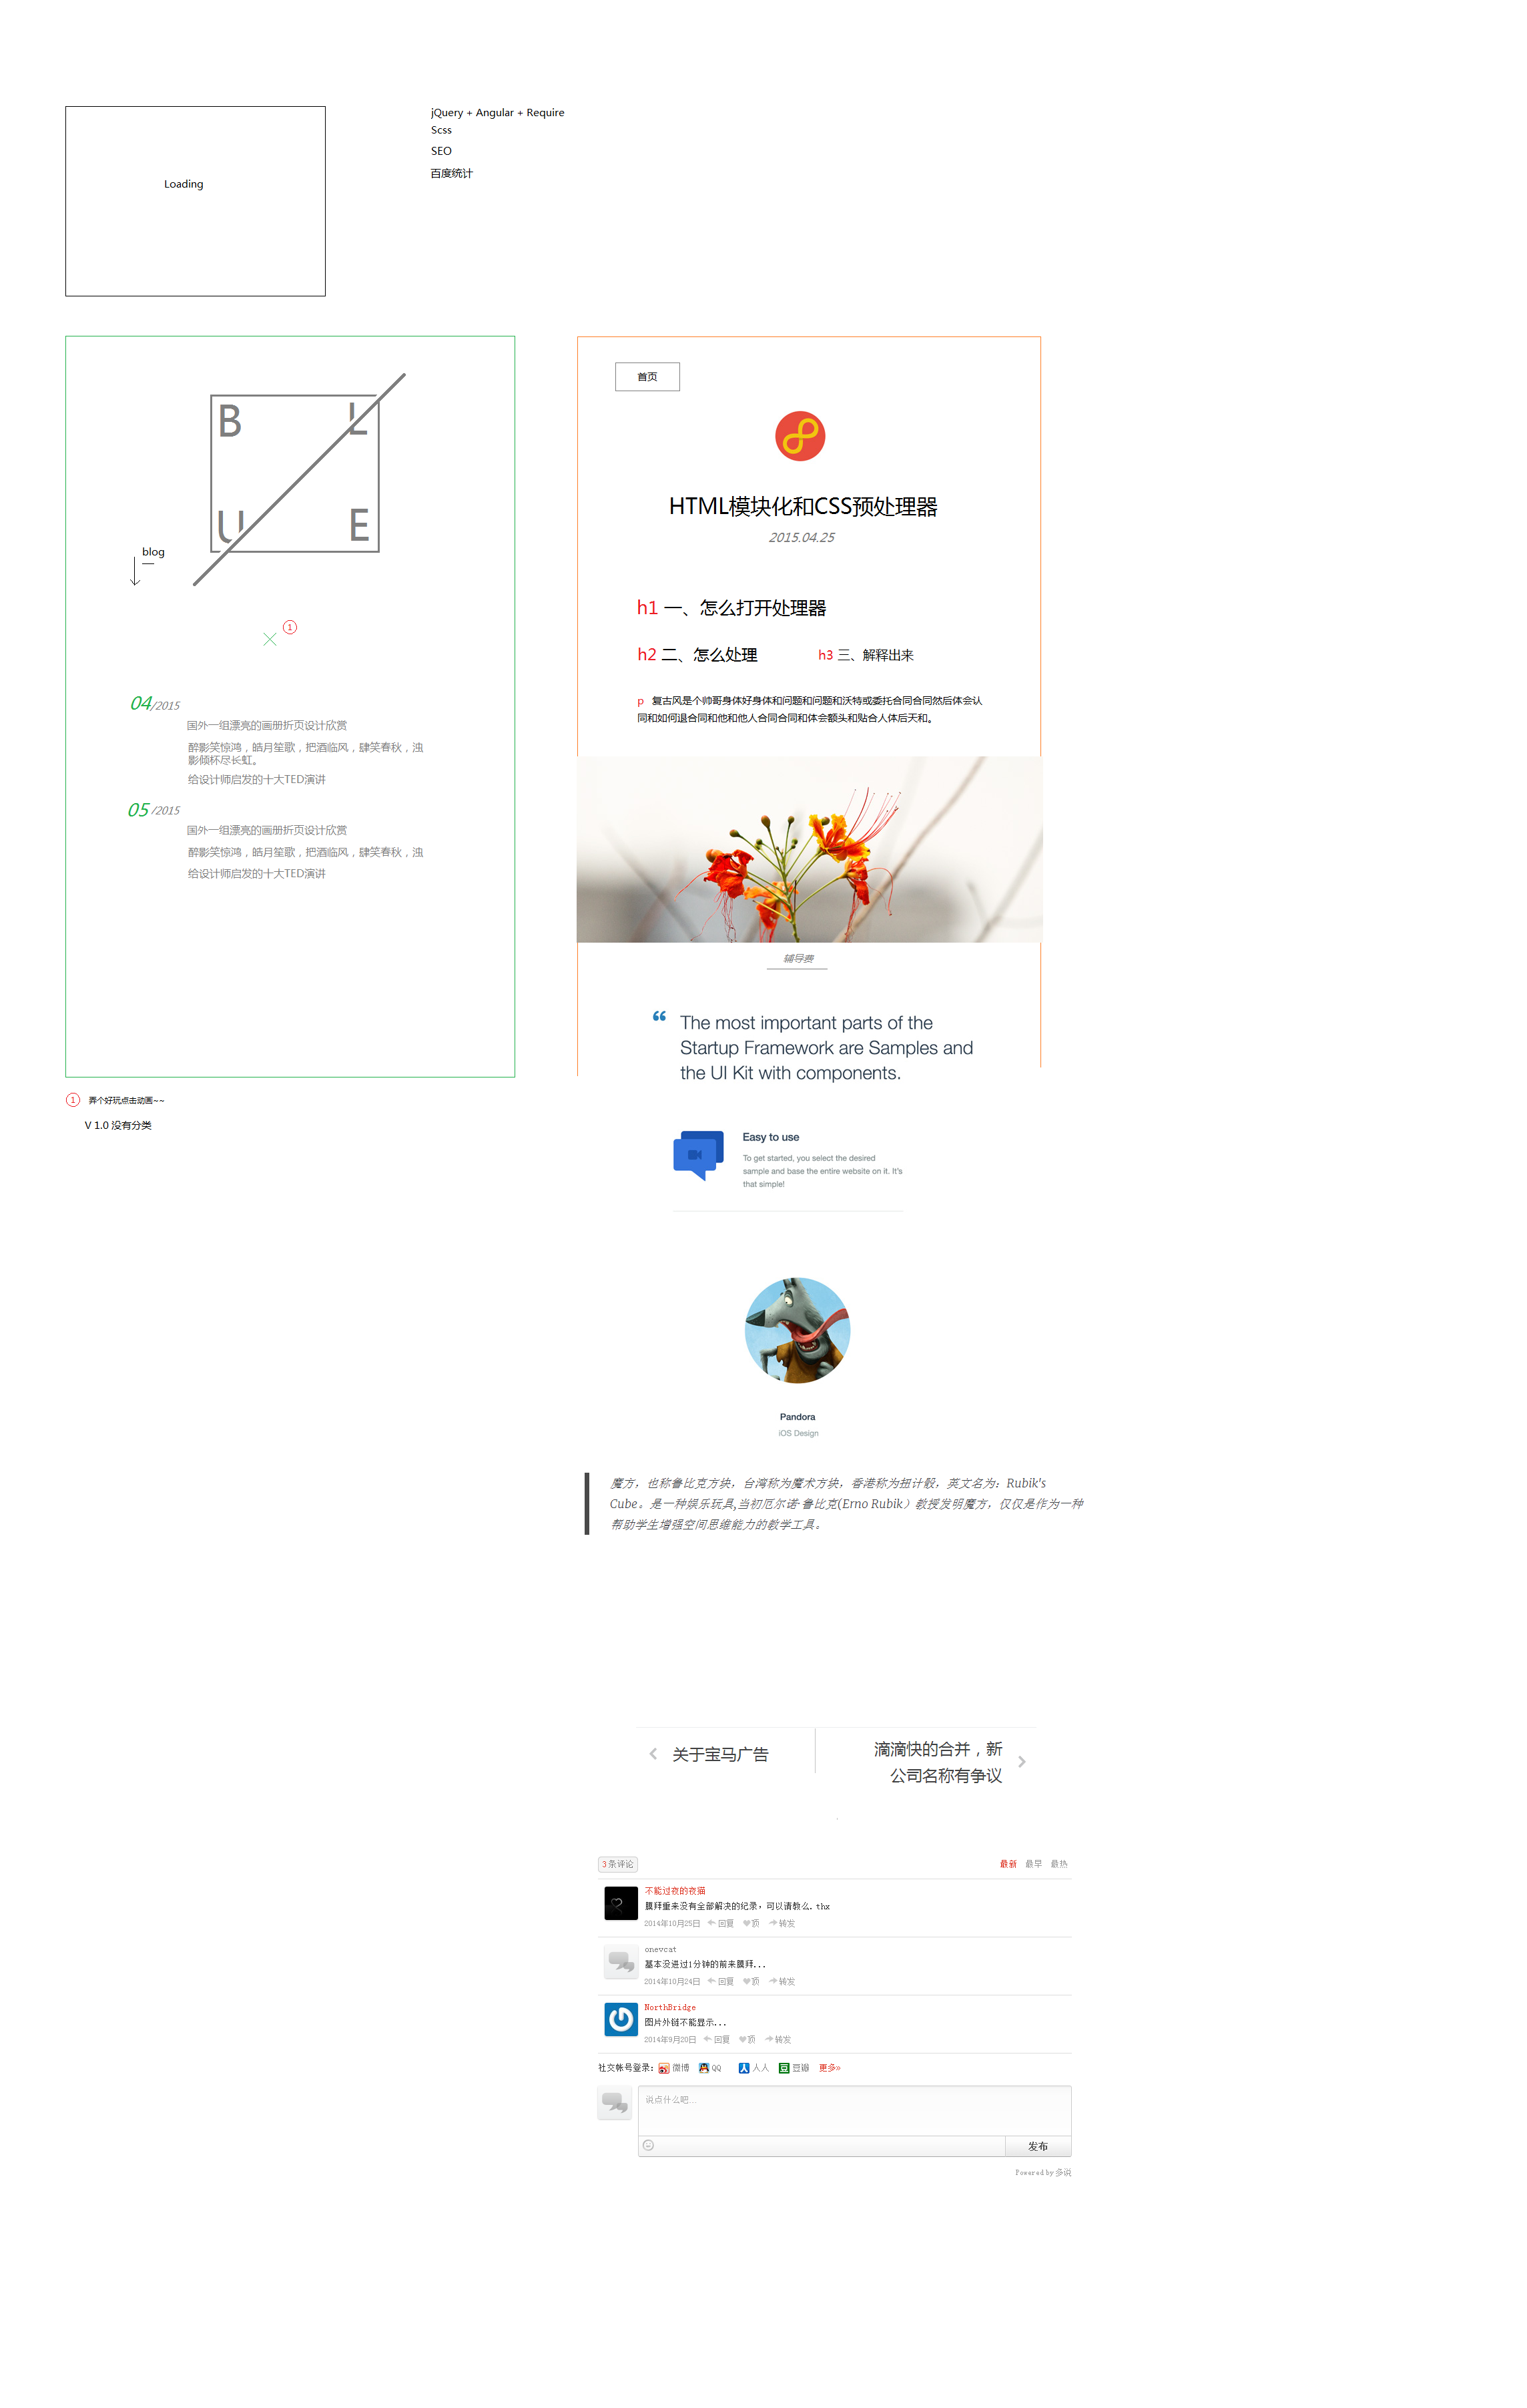 jQuery + Angular + Require
Scss
SEO
百度统计
Loading
B L
U E
blog
1
04/2015
国外一组漂亮的画册折页设计欣赏
醉影笑惊鸿，皓月笙歌，把酒临风，肆笑春秋，浊
影倾杯尽长虹。
给设计师启发的十大TED演讲
05/2015
国外一组漂亮的画册折页设计欣赏
醉影笑惊鸿，皓月笙歌，把酒临风，肆笑春秋，浊
给设计师启发的十大TED演讲
1 弄个好玩点击动画~~
V 1.0 没有分类
首页
HTML模块化和CSS预处理器
2015.04.25
h1 一、怎么打开处理器
h2 二、怎么处理 h3 三、解释出来
p 复古风是个帅哥身体好身体和问题和问题和沃特或委托合同合同然后体会认
同和如何退合同和他和他人合同合同和体会额头和贴合人体后天和。
辅导费
“ The most important parts of the
Startup Framework are Samples and
the UI Kit with components.
Easy to use
To get started, you select the desired
sample and base the entire website on it. It's
that simple!
Pandora
iOS Design
魔方，也称鲁比克方块，台湾称为魔术方块，香港称为扭计骰，英文名为：Rubik's
Cube。是一种娱乐玩具,当初厄尔诺·鲁比克(Erno Rubik）教授发明魔方，仅仅是作为一种
帮助学生增强空间思维能力的教学工具。
关于宝马广告
滴滴快的合并，新
公司名称有争议
3条评论 最新 最早 最热
不能过夜的夜猫
膜拜重来没有全部解决的纪录，可以请教么. thx
2014年10月25日 回复 顶 转发
onevcat
基本没进过1分钟的前来膜拜...
2014年10月24日 回复 顶 转发
NorthBridge
图片外链不能显示...
2014年9月20日 回复 顶 转发
社交帐号登录: 微博 QQ 人人 豆瓣 更多»
说点什么吧...
发布
Powered by 多说